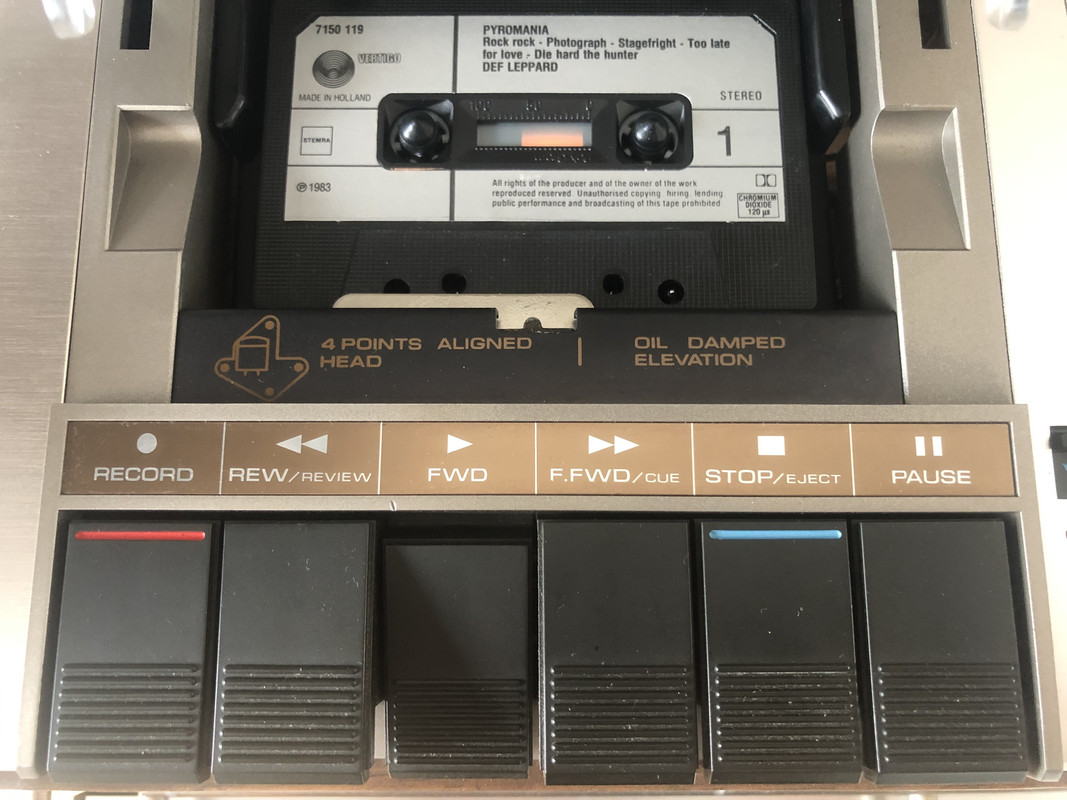 7150 119
VERTIGO
MADE IN HOLLAND
STEMRA
℗ 1983
PYROMANIA
Rock rock - Photograph - Stagefright - Too late
for love - Die hard the hunter
DEF LEPPARD
STEREO
100 50 0
1
All rights of the producer and of the owner of the work
reproduced reserved. Unauthorised copying, hiring, lending
public performance and broadcasting of this tape prohibited
CHROMIUM
DIOXIDE
120 µs
4 POINTS ALIGNED
HEAD
OIL DAMPED
ELEVATION
RECORD
REW/REVIEW
FWD
F.FWD/CUE
STOP/EJECT
PAUSE